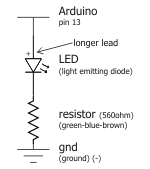 Arduino
pin 13
longer lead
+
LED
(light emitting diode)
resistor (560ohm)
(green-blue-brown)
gnd
(ground) (-)